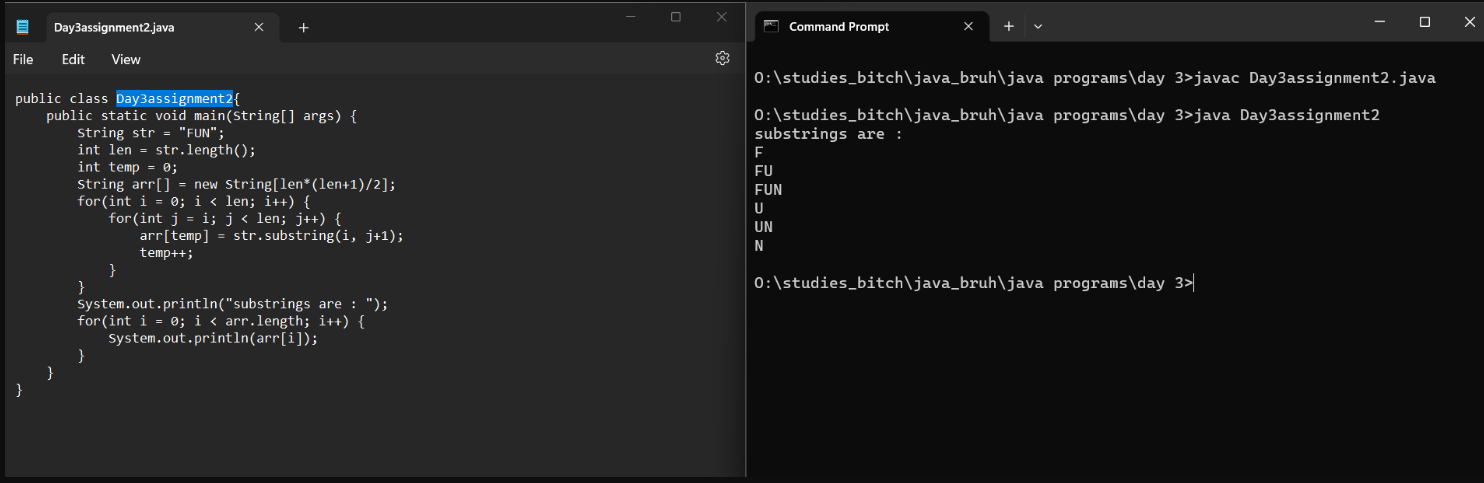 Day3assignment2.java
File Edit View
public class Day3assignment2{
public static void main(String[] args) {
String str = "FUN";
int len = str.length();
int temp = 0;
String arr[] = new String[len*(len+1)/2];
for(int i = 0; i < len; i++) {
for(int j = i; j < len; j++) {
arr[temp] = str.substring(i, j+1);
temp++;
}
}
System.out.println("substrings are : ");
for(int i = 0; i < arr.length; i++) {
System.out.println(arr[i]);
}
}
}
Command Prompt
O:\studies_bitch\java_bruh\java programs\day 3>javac Day3assignment2.java
O:\studies_bitch\java_bruh\java programs\day 3>java Day3assignment2
substrings are :
F
FU
FUN
U
UN
N
O:\studies_bitch\java_bruh\java programs\day 3>